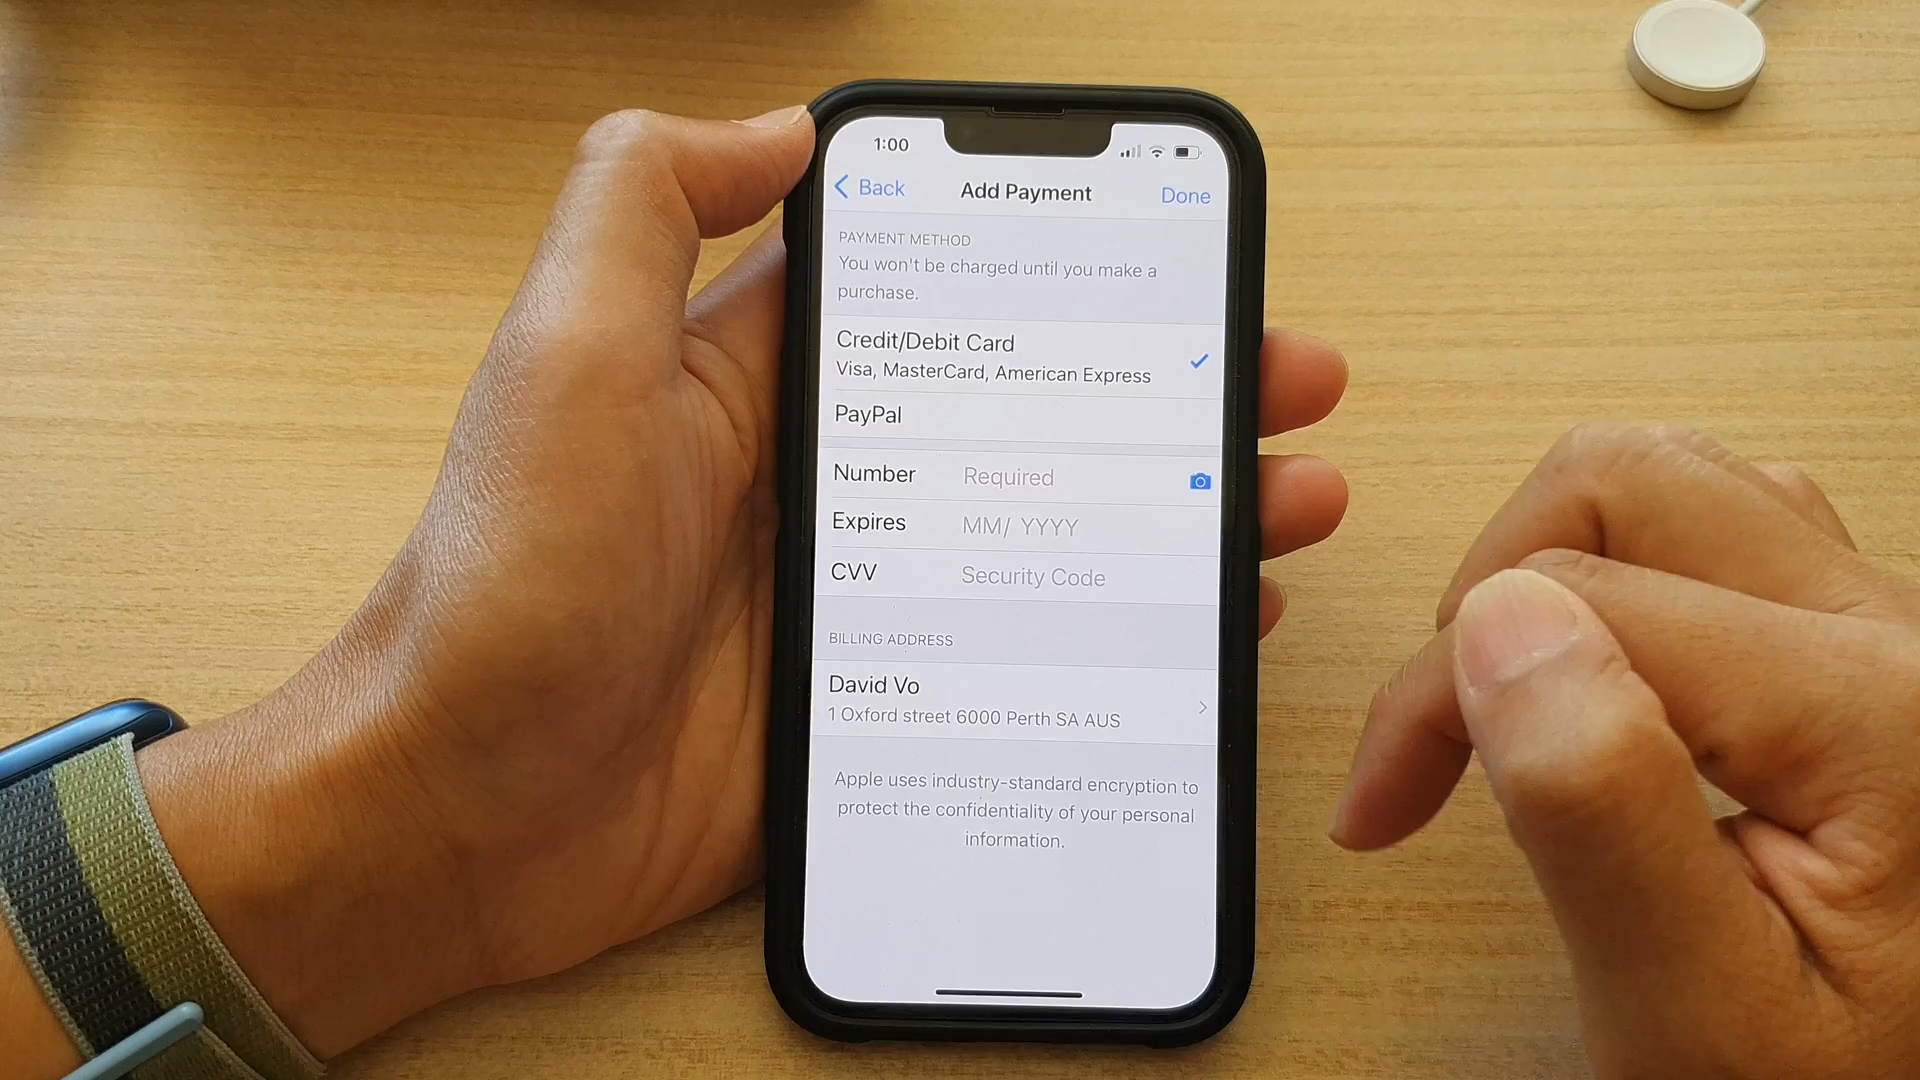 1:00
Back
Add Payment
Done
PAYMENT METHOD
You won't be charged until you make a
purchase.
Credit/Debit Card
Visa, MasterCard, American Express
PayPal
Number Required
Expires MM/ YYYY
CVV Security Code
BILLING ADDRESS
David Vo
1 Oxford street 6000 Perth SA AUS
Apple uses industry-standard encryption to
protect the confidentiality of your personal
information.